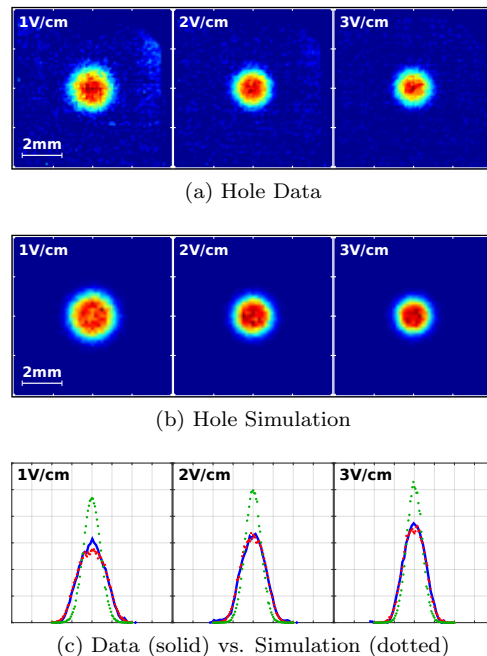 1V/cm 2V/cm 3V/cm
2mm
(a) Hole Data
1V/cm 2V/cm 3V/cm
2mm
(b) Hole Simulation
1V/cm 2V/cm 3V/cm
(c) Data (solid) vs. Simulation (dotted)